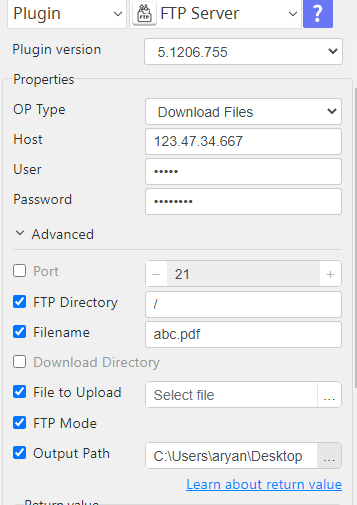 Plugin FTP FTP Server ?
Plugin version 5.1206.755
Properties
OP Type Download Files
Host 123.47.34.667
User •••••
Password ••••••••
Advanced
Port − 21 +
FTP Directory /
Filename abc.pdf
Download Directory
File to Upload Select file ...
FTP Mode
Output Path C:\Users\aryan\Desktop ...
Learn about return value
Return value